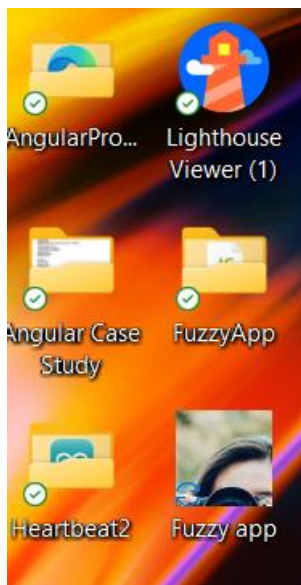 AngularPro...
Lighthouse
Viewer (1)
Angular Case
Study
FuzzyApp
Heartbeat2
Fuzzy app